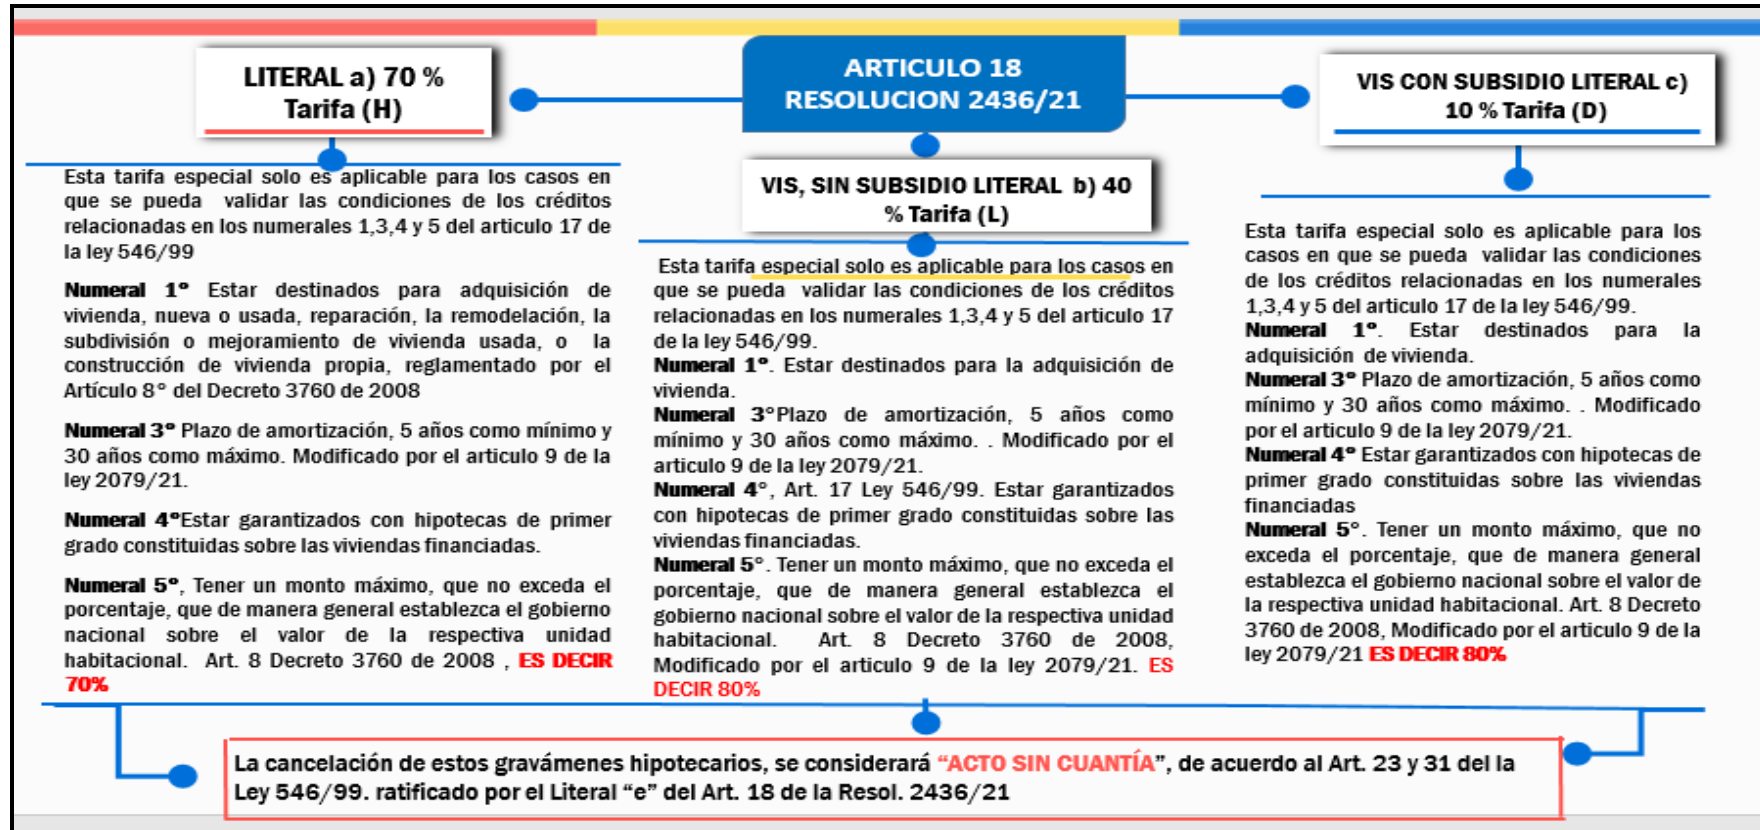 ARTICULO 18
RESOLUCION 2436/21
LITERAL a) 70 %
Tarifa (H)
Esta tarifa especial solo es aplicable para los casos en
que se pueda validar las condiciones de los créditos
relacionadas en los numerales 1,3,4 y 5 del articulo 17 de
la ley 546/99
Numeral 1° Estar destinados para adquisición de
vivienda, nueva o usada, reparación, la remodelación, la
subdivisión o mejoramiento de vivienda usada, o la
construcción de vivienda propia, reglamentado por el
Artículo 8° del Decreto 3760 de 2008
Numeral 3° Plazo de amortización, 5 años como mínimo y
30 años como máximo. Modificado por el articulo 9 de la
ley 2079/21.
Numeral 4°Estar garantizados con hipotecas de primer
grado constituidas sobre las viviendas financiadas.
Numeral 5°, Tener un monto máximo, que no exceda el
porcentaje, que de manera general establezca el gobierno
nacional sobre el valor de la respectiva unidad
habitacional. Art. 8 Decreto 3760 de 2008 , ES DECIR
70%
VIS, SIN SUBSIDIO LITERAL b) 40
% Tarifa (L)
Esta tarifa especial solo es aplicable para los casos en
que se pueda validar las condiciones de los créditos
relacionadas en los numerales 1,3,4 y 5 del articulo 17
de la ley 546/99.
Numeral 1°. Estar destinados para la adquisición de
vivienda.
Numeral 3°Plazo de amortización, 5 años como
mínimo y 30 años como máximo. . Modificado por el
articulo 9 de la ley 2079/21.
Numeral 4°, Art. 17 Ley 546/99. Estar garantizados
con hipotecas de primer grado constituidas sobre las
viviendas financiadas.
Numeral 5°. Tener un monto máximo, que no exceda el
porcentaje, que de manera general establezca el
gobierno nacional sobre el valor de la respectiva unidad
habitacional. Art. 8 Decreto 3760 de 2008,
Modificado por el articulo 9 de la ley 2079/21. ES
DECIR 80%
VIS CON SUBSIDIO LITERAL c)
10 % Tarifa (D)
Esta tarifa especial solo es aplicable para los
casos en que se pueda validar las condiciones
de los créditos relacionadas en los numerales
1,3,4 y 5 del articulo 17 de la ley 546/99.
Numeral 1°. Estar destinados para la
adquisición de vivienda.
Numeral 3° Plazo de amortización, 5 años como
mínimo y 30 años como máximo. . Modificado
por el articulo 9 de la ley 2079/21.
Numeral 4° Estar garantizados con hipotecas de
primer grado constituidas sobre las viviendas
financiadas
Numeral 5°. Tener un monto máximo, que no
exceda el porcentaje, que de manera general
establezca el gobierno nacional sobre el valor de
la respectiva unidad habitacional. Art. 8 Decreto
3760 de 2008, Modificado por el articulo 9 de la
ley 2079/21 ES DECIR 80%
La cancelación de estos gravámenes hipotecarios, se considerará “ACTO SIN CUANTÍA”, de acuerdo al Art. 23 y 31 del la
Ley 546/99. ratificado por el Literal “e” del Art. 18 de la Resol. 2436/21